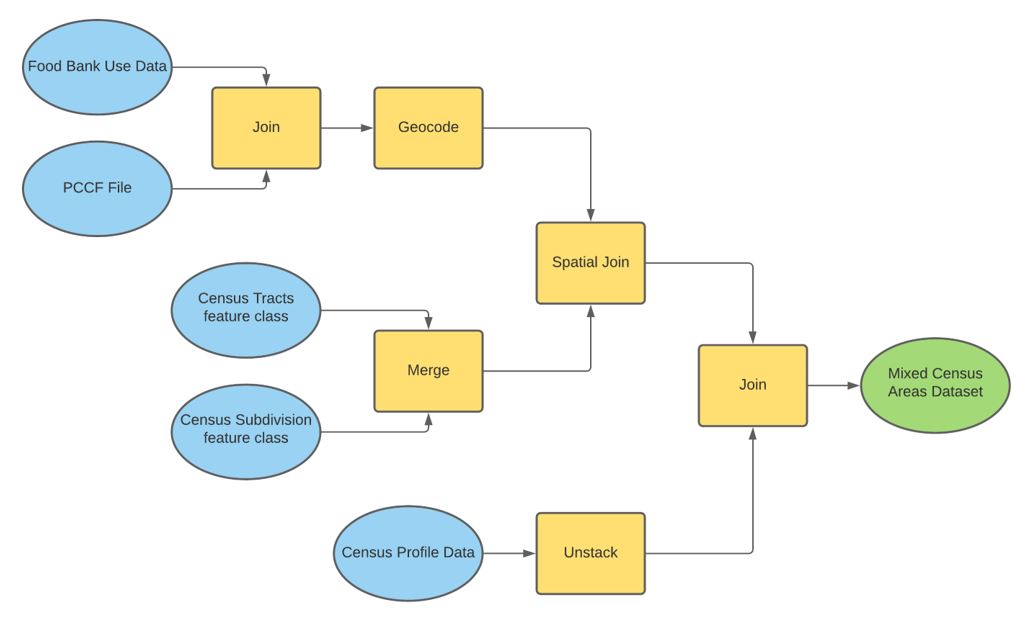 Food Bank Use Data
Join
Geocode
PCCF File
Spatial Join
Census Tracts
feature class
Merge
Census Subdivision
feature class
Join
Mixed Census
Areas Dataset
Census Profile Data
Unstack